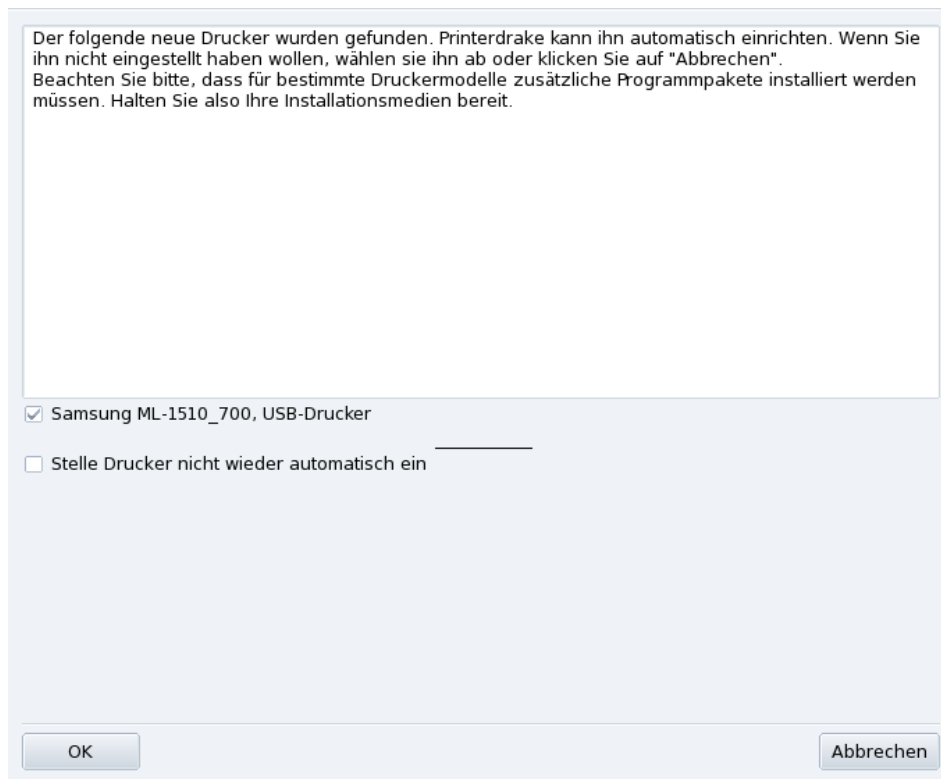 Der folgende neue Drucker wurden gefunden. Printerdrake kann ihn automatisch einrichten. Wenn Sie
ihn nicht eingestellt haben wollen, wählen sie ihn ab oder klicken Sie auf "Abbrechen".
Beachten Sie bitte, dass für bestimmte Druckermodelle zusätzliche Programmpakete installiert werden
müssen. Halten Sie also Ihre Installationsmedien bereit.
Samsung ML-1510_700, USB-Drucker
Stelle Drucker nicht wieder automatisch ein
OK
Abbrechen